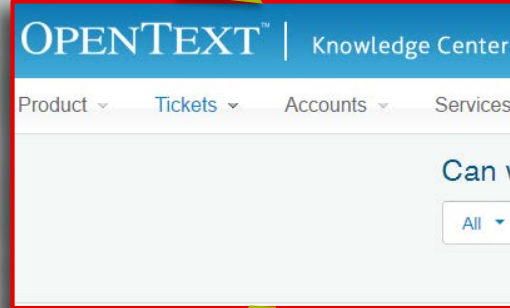 OPENTEXT™ | Knowledge Center
Product Tickets Accounts Services
Can
All